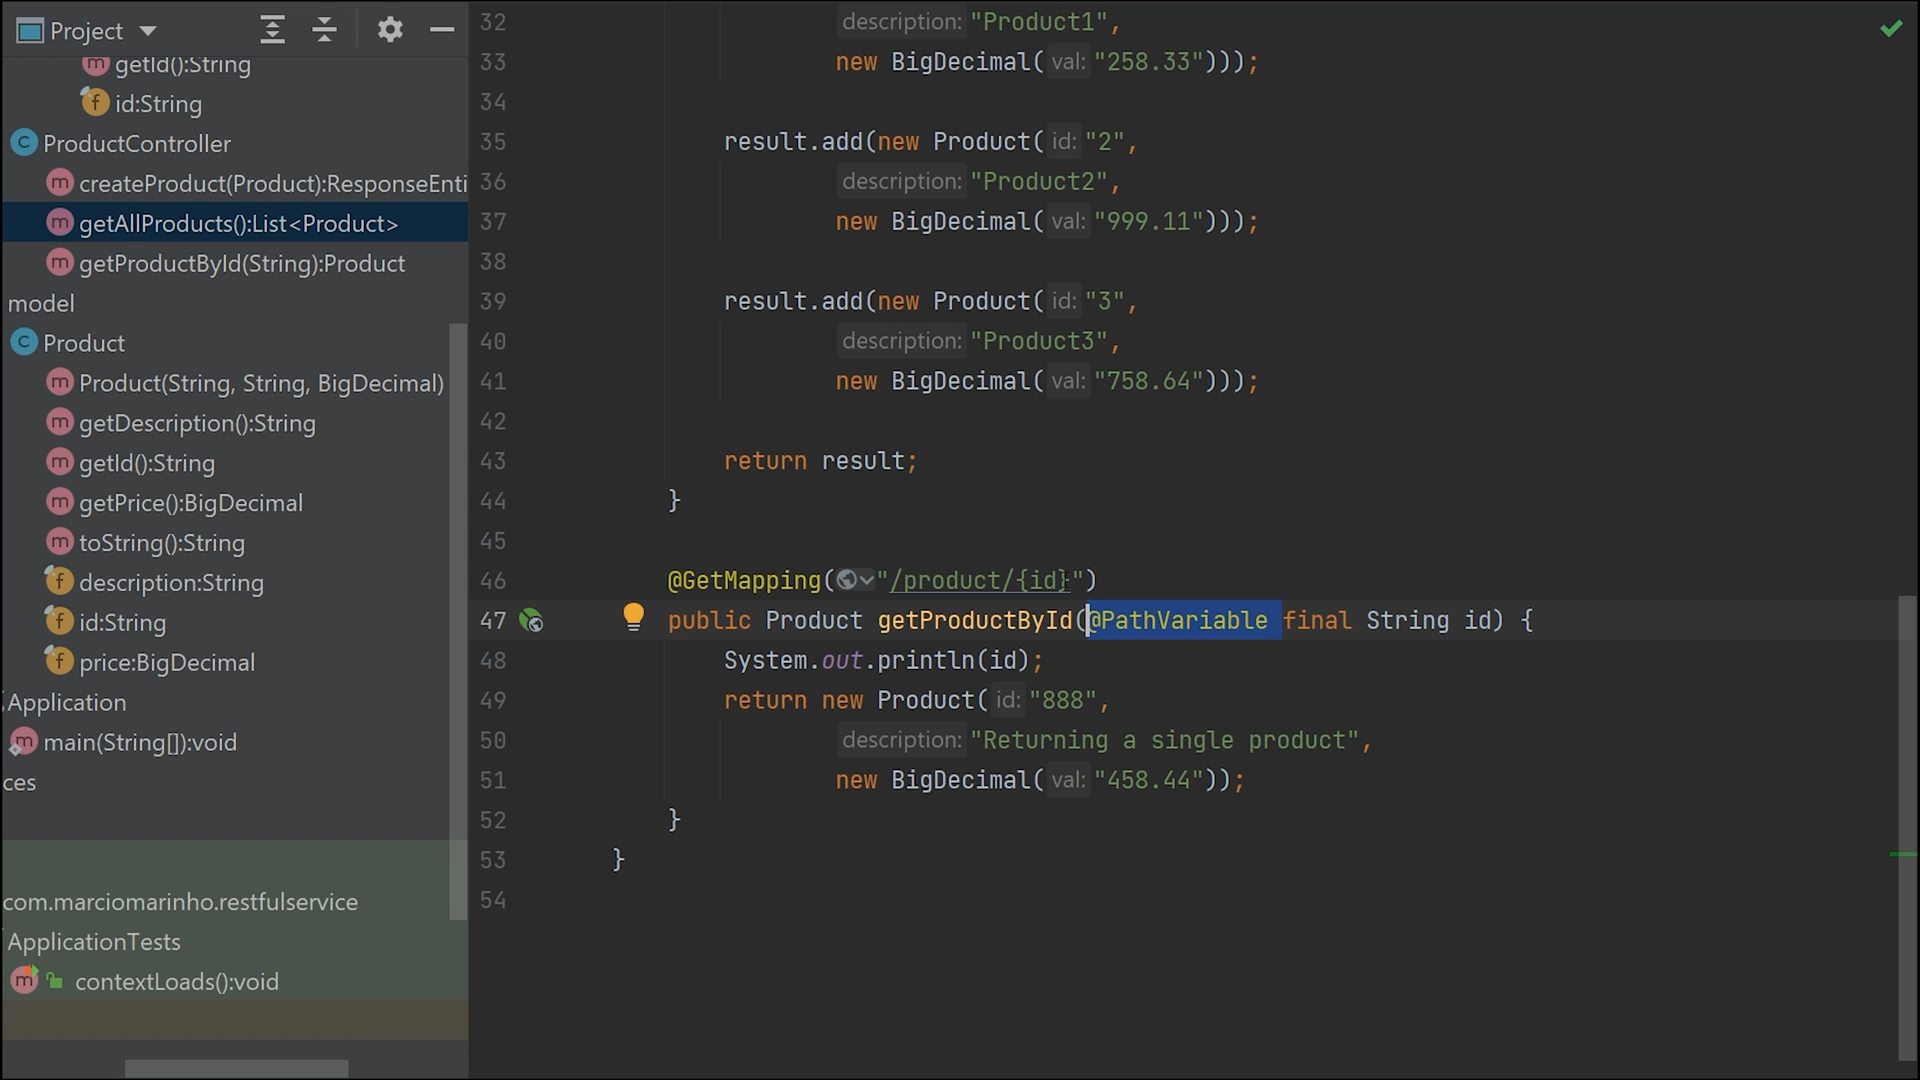 Project
getId():String
id:String
ProductController
createProduct(Product):ResponseEnti
getAllProducts():List<Product>
getProductById(String):Product
model
Product
Product(String, String, BigDecimal)
getDescription():String
getId():String
getPrice():BigDecimal
toString():String
description:String
id:String
price:BigDecimal
Application
main(String[]):void
ces
com.marciomarinho.restfulservice
ApplicationTests
contextLoads():void
32 description: "Product1",
33 new BigDecimal( val: "258.33")));
34
35 result.add(new Product( id: "2",
36 description: "Product2",
37 new BigDecimal( val: "999.11")));
38
39 result.add(new Product( id: "3",
40 description: "Product3",
41 new BigDecimal( val: "758.64")));
42
43 return result;
44 }
45
46 @GetMapping("/product/{id}")
47 public Product getProductById(@PathVariable final String id) {
48 System.out.println(id);
49 return new Product( id: "888",
50 description: "Returning a single product",
51 new BigDecimal( val: "458.44"));
52 }
53 }
54